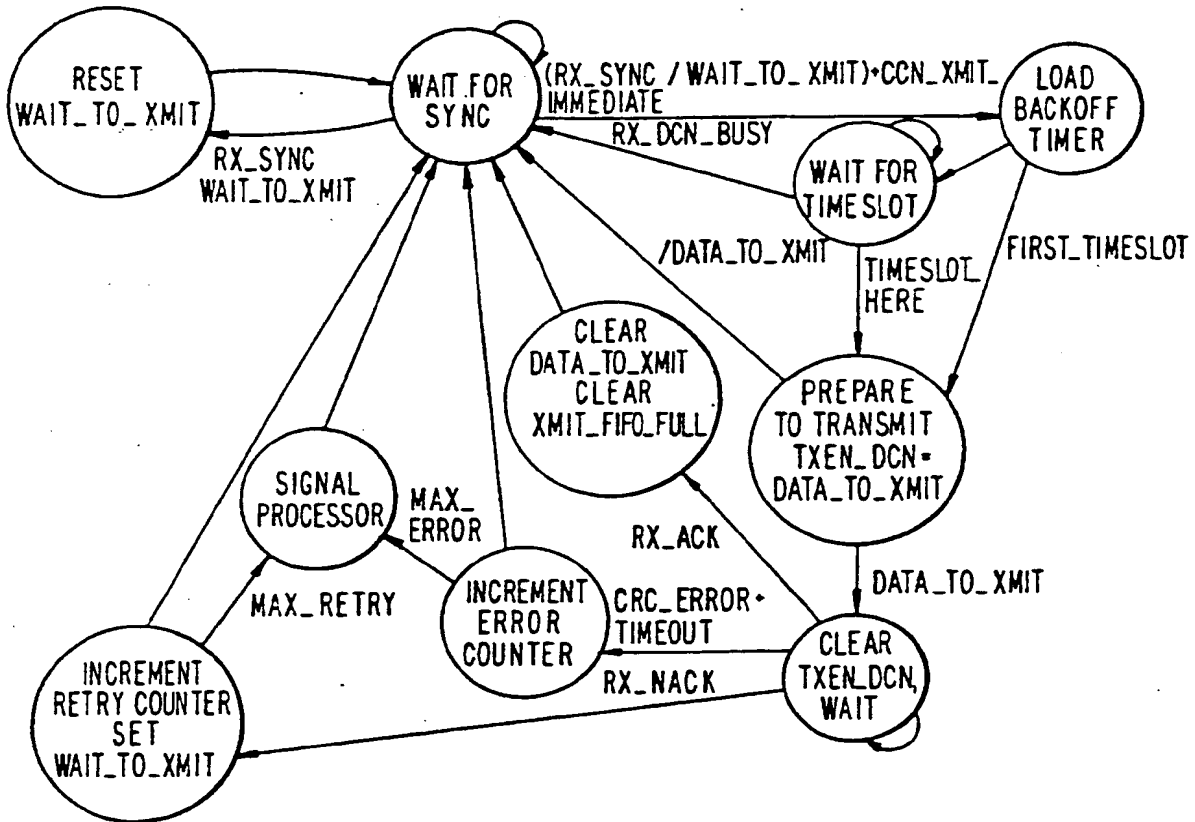 RESET
WAIT_TO_XMIT
WAIT FOR
SYNC
(RX_SYNC / WAIT_TO_XMIT)+CCN_XMIT_
IMMEDIATE
LOAD
BACKOFF
TIMER
RX_DCN_BUSY
RX_SYNC
WAIT_TO_XMIT
WAIT FOR
TIMESLOT
/DATA_TO_XMIT
TIMESLOT_
HERE
FIRST_TIMESLOT
CLEAR
DATA_TO_XMIT
CLEAR
XMIT_FIFO_FULL
PREPARE
TO TRANSMIT
TXEN_DCN=
DATA_TO_XMIT
SIGNAL
PROCESSOR
MAX_
ERROR
RX_ACK
DATA_TO_XMIT
MAX_RETRY
INCREMENT
ERROR
COUNTER
CRC_ERROR+
TIMEOUT
RX_NACK
CLEAR
TXEN_DCN,
WAIT
INCREMENT
RETRY COUNTER
SET
WAIT_TO_XMIT